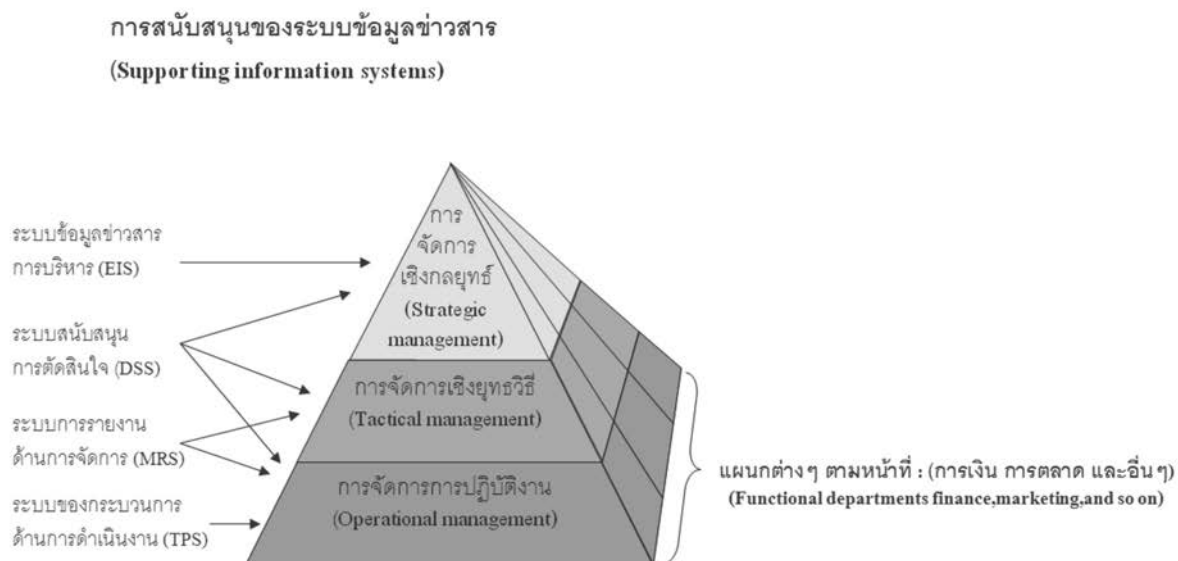 การสนับสนุนของระบบข้อมูลข่าวสาร
(Supporting information systems)
ระบบข้อมูลข่าวสาร
การบริหาร (EIS)
ระบบสนับสนุน
การตัดสินใจ (DSS)
ระบบการรายงาน
ด้านการจัดการ (MRS)
ระบบของกระบวนการ
ด้านการดำเนินงาน (TPS)
การ
จัดการ
เชิงกลยุทธ์
(Strategic
management)
การจัดการเชิงยุทธวิธี
(Tactical management)
การจัดการการปฏิบัติงาน
(Operational management)
แผนกต่างๆ ตามหน้าที่ : (การเงิน การตลาด และอื่นๆ)
(Functional departments finance,marketing,and so on)